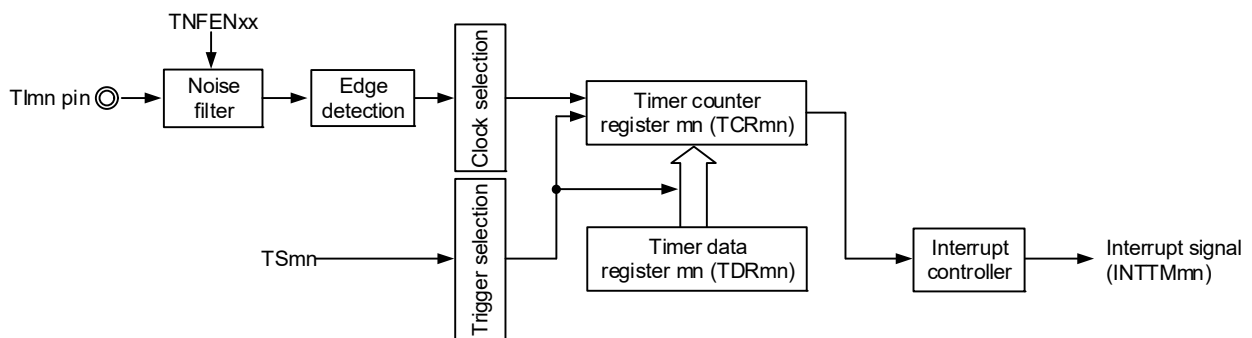 TNFENxx
TImn pin
Noise
filter
Edge
detection
Clock selection
Timer counter
register mn (TCRmn)
TSmn
Trigger selection
Timer data
register mn (TDRmn)
Interrupt
controller
Interrupt signal
(INTTMmn)